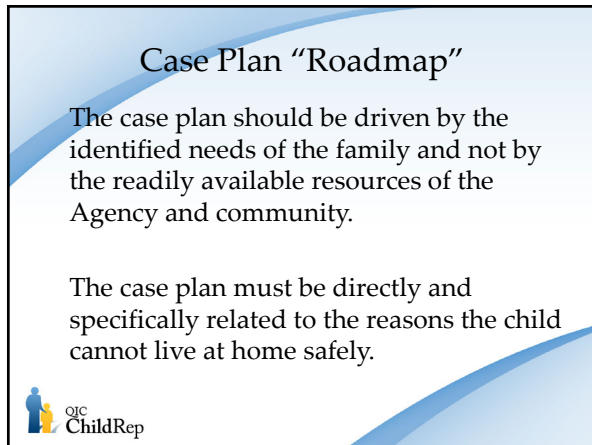 Case Plan “Roadmap”
The case plan should be driven by the
identified needs of the family and not by
the readily available resources of the
Agency and community.
The case plan must be directly and
specifically related to the reasons the child
cannot live at home safely.
QIC
ChildRep